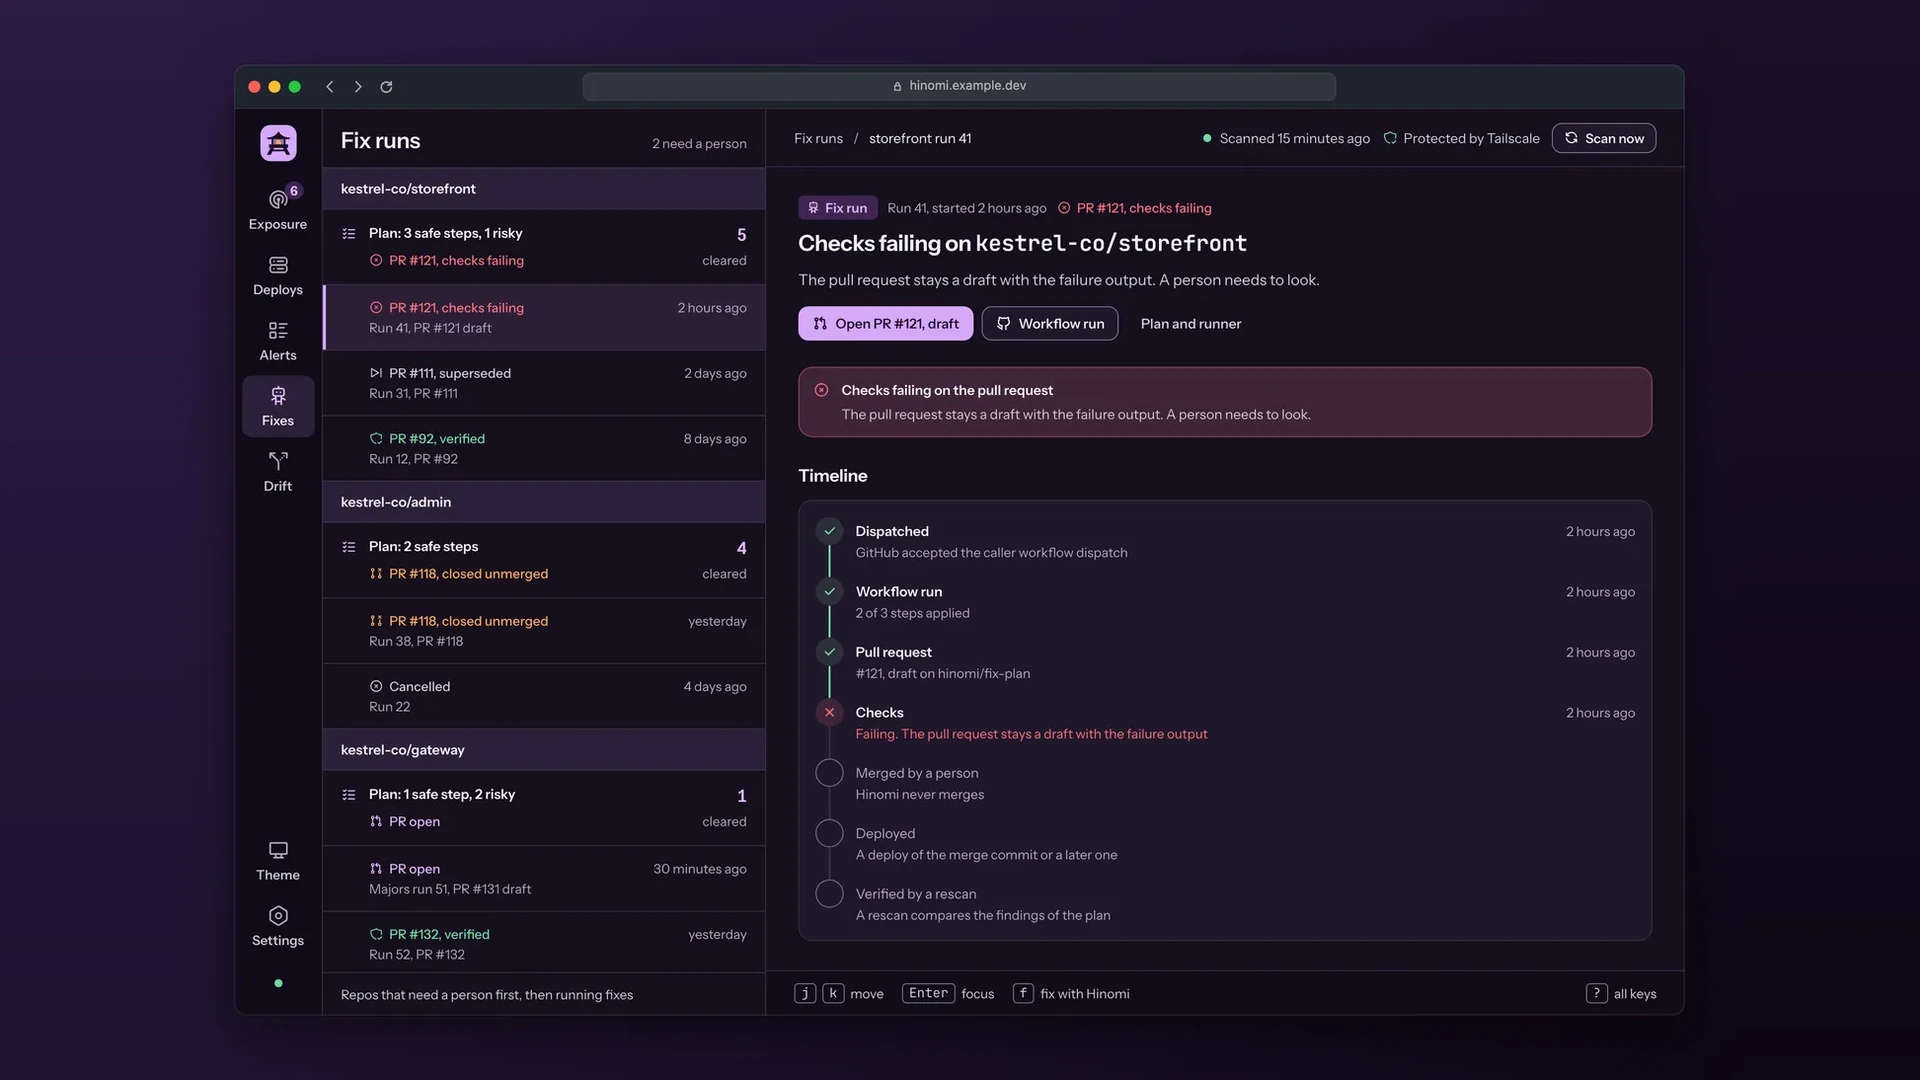 hinomi.example.dev
6
Exposure
Deploys
Alerts
Fixes
Drift
Theme
Settings
Fix runs
2 need a person
kestrel-co/storefront
Plan: 3 safe steps, 1 risky
5
PR #121, checks failing
cleared
PR #121, checks failing
2 hours ago
Run 41, PR #121 draft
PR #111, superseded
2 days ago
Run 31, PR #111
PR #92, verified
8 days ago
Run 12, PR #92
kestrel-co/admin
Plan: 2 safe steps
4
PR #118, closed unmerged
cleared
PR #118, closed unmerged
yesterday
Run 38, PR #118
Cancelled
4 days ago
Run 22
kestrel-co/gateway
Plan: 1 safe step, 2 risky
1
PR open
cleared
PR open
30 minutes ago
Majors run 51, PR #131 draft
PR #132, verified
yesterday
Run 52, PR #132
Repos that need a person first, then running fixes
Fix runs / storefront run 41
Scanned 15 minutes ago
Protected by Tailscale
Scan now
Fix run
Run 41, started 2 hours ago
PR #121, checks failing
Checks failing on kestrel-co/storefront
The pull request stays a draft with the failure output. A person needs to look.
Open PR #121, draft
Workflow run
Plan and runner
Checks failing on the pull request
The pull request stays a draft with the failure output. A person needs to look.
Timeline
Dispatched
2 hours ago
GitHub accepted the caller workflow dispatch
Workflow run
2 hours ago
2 of 3 steps applied
Pull request
2 hours ago
#121, draft on hinomi/fix-plan
Checks
2 hours ago
Failing. The pull request stays a draft with the failure output
Merged by a person
Hinomi never merges
Deployed
A deploy of the merge commit or a later one
Verified by a rescan
A rescan compares the findings of the plan
j k move
Enter focus
f fix with Hinomi
? all keys